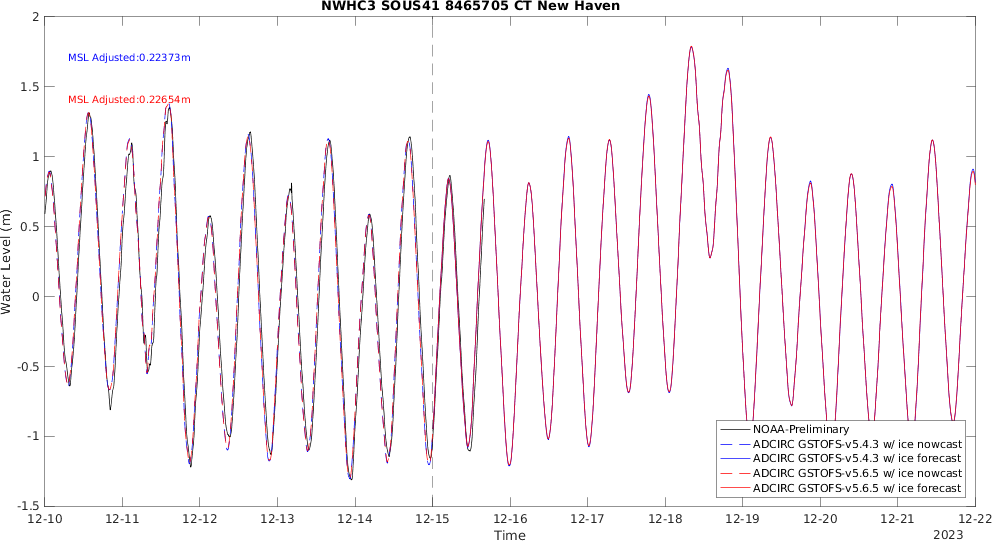 NWHC3 SOUS41 8465705 CT New Haven
2
1.5
1
0.5
0
-0.5
-1
-1.5
Water Level (m)
MSL Adjusted:0.22373m
MSL Adjusted:0.22654m
NOAA-Preliminary
ADCIRC GSTOFS-v5.4.3 w/ ice nowcast
ADCIRC GSTOFS-v5.4.3 w/ ice forecast
ADCIRC GSTOFS-v5.6.5 w/ ice nowcast
ADCIRC GSTOFS-v5.6.5 w/ ice forecast
12-10 12-11 12-12 12-13 12-14 12-15 12-16 12-17 12-18 12-19 12-20 12-21 12-22
Time
2023